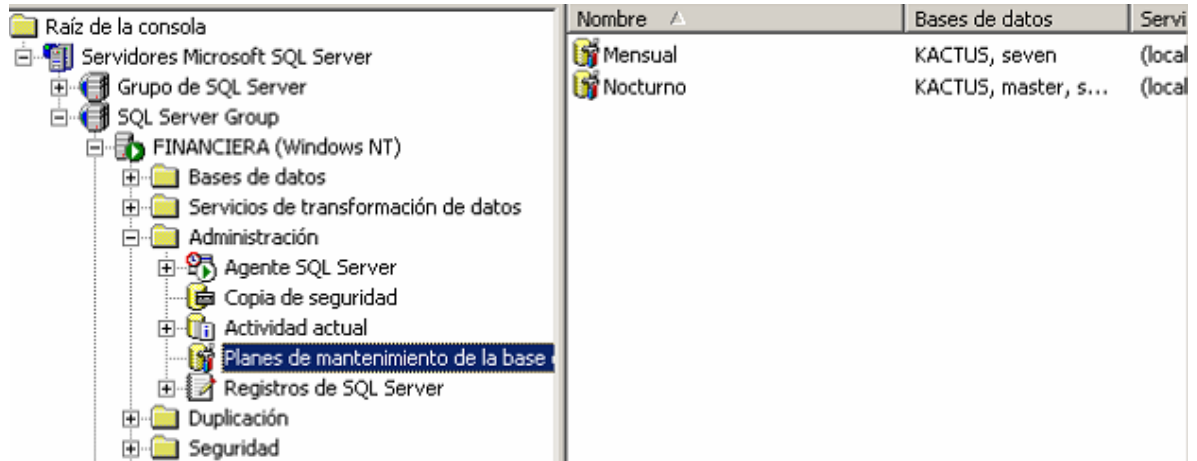 Raíz de la consola
Servidores Microsoft SQL Server
Grupo de SQL Server
SQL Server Group
FINANCIERA (Windows NT)
Bases de datos
Servicios de transformación de datos
Administración
Agente SQL Server
Copia de seguridad
Actividad actual
Planes de mantenimiento de la base
Registros de SQL Server
Duplicación
Seguridad
Nombre Bases de datos Servi
Mensual KACTUS, seven (local
Nocturno KACTUS, master, s... (local